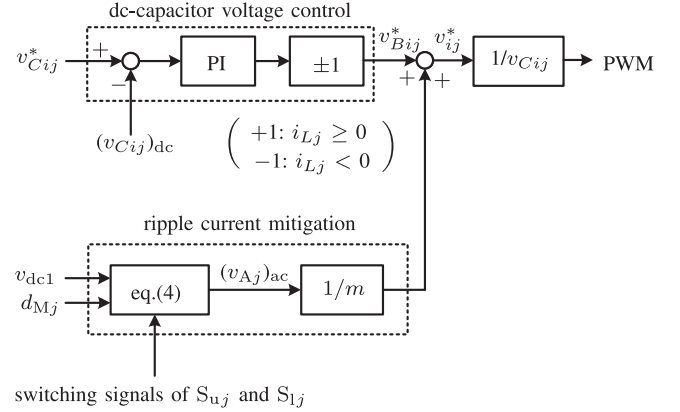 dc-capacitor voltage control
v*Cij + − PI ±1 v*Bij + + v*ij 1/vCij PWM
(vCij)dc
( +1: iLj ≥ 0
−1: iLj < 0 )
ripple current mitigation
vdc1
dMj
eq.(4) (vAj)ac 1/m
switching signals of Suj and Slj